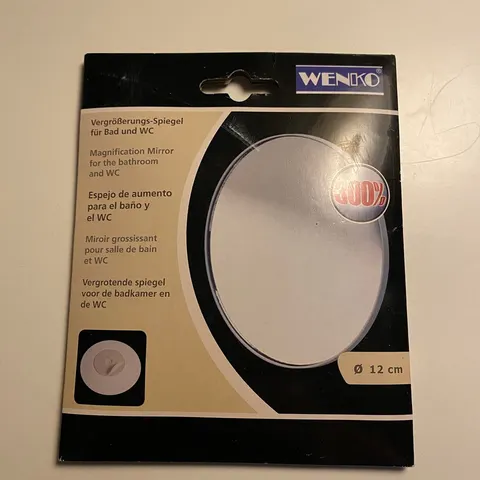 WENKO
Vergrößerungs-Spiegel
für Bad und WC
Magnification Mirror
for the bathroom
and WC
Espejo de aumento
para el baño y
el WC
Miroir grossissant
pour salle de bain
et WC
Vergrotende spiegel
voor de badkamer en
de WC
Ø 12 cm